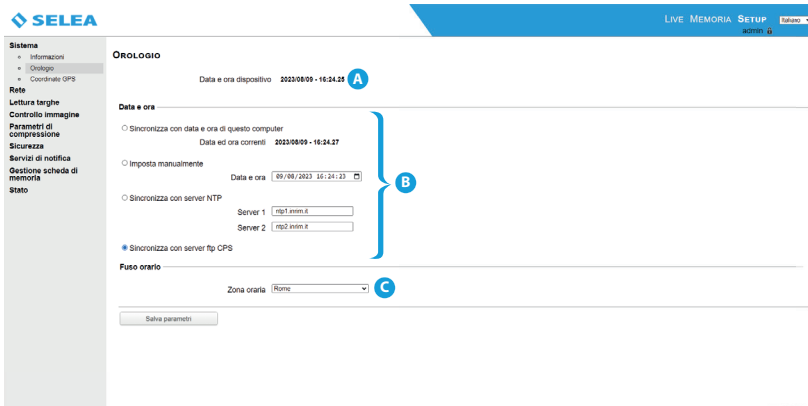 SELEA
LIVE MEMORIA SETUP Italiano
admin
Sistema
Informazioni
Orologio
Coordinate GPS
Rete
Lettura targhe
Controllo immagine
Parametri di
compressione
Sicurezza
Servizi di notifica
Gestione scheda di
memoria
Stato
OROLOGIO
Data e ora dispositivo 2023/08/09 - 16:24.25 A
Data e ora
Sincronizza con data e ora di questo computer
Data ed ora correnti 2023/08/09 - 16:24.27
Imposta manualmente
Data e ora 09/08/2023 16:24:23
B
Sincronizza con server NTP
Server 1 ntp1.inrim.it
Server 2 ntp2.inrim.it
Sincronizza con server ftp CPS
Fuso orario
Zona oraria Rome C
Salva parametri